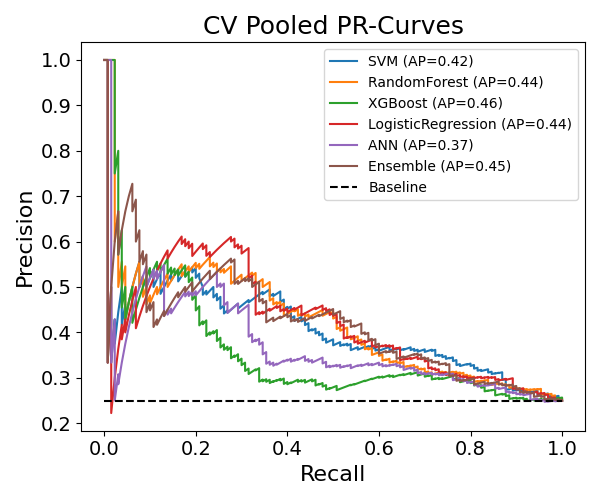 CV Pooled PR-Curves
SVM (AP=0.42)
RandomForest (AP=0.44)
XGBoost (AP=0.46)
LogisticRegression (AP=0.44)
ANN (AP=0.37)
Ensemble (AP=0.45)
Baseline
Precision
1.0
0.9
0.8
0.7
0.6
0.5
0.4
0.3
0.2
0.0 0.2 0.4 0.6 0.8 1.0
Recall